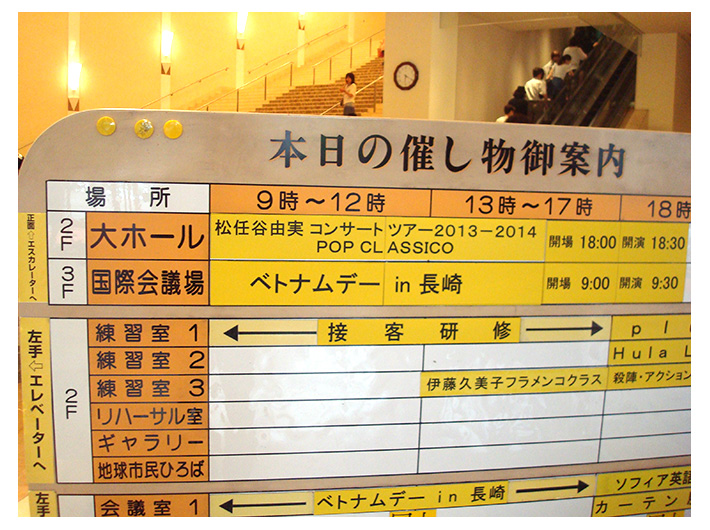 本日の催し物御案内
場所 9時～12時 13時～17時 18時
2F 大ホール 松任谷由実 コンサート ツアー2013－2014 POP CLASSICO 開場 18:00 開演 18:30
3F 国際会議場 ベトナムデー in 長崎 開場 9:00 開演 9:30
正面⇧エスカレーターへ
左手⇦エレベーターへ
2F
練習室 1 接客研修
練習室 2 Hula
練習室 3 伊藤久美子フラメンコクラス 殺陣・アクション
リハーサル室
ギャラリー
地球市民ひろば
左手
会議室 1 ベトナムデー in 長崎 ソフィア英語
カーテン